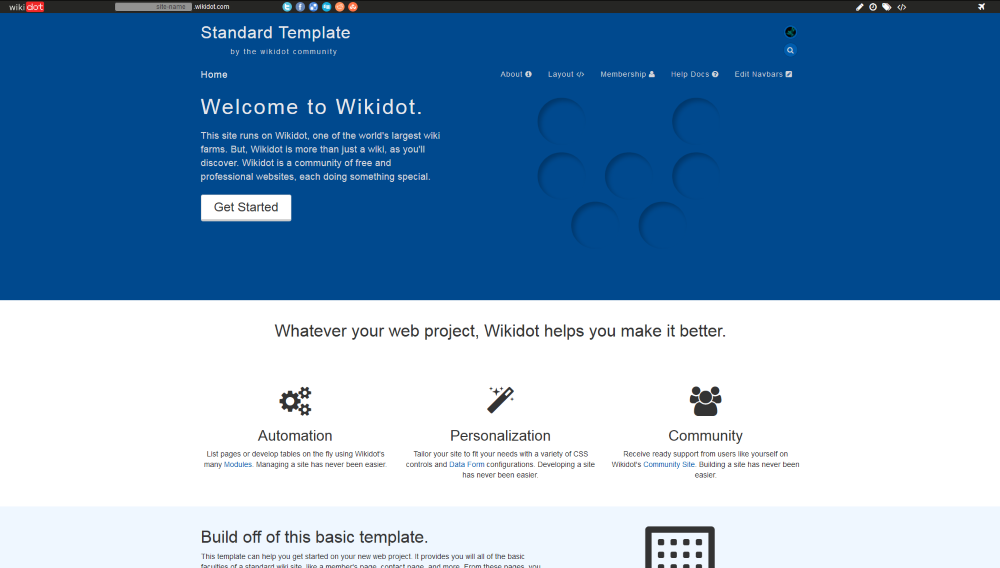 wikidot
site-name .wikidot.com
Standard Template
by the wikidot community
Home
About
Layout
Membership
Help Docs
Edit Navbars
Welcome to Wikidot.
This site runs on Wikidot, one of the world's largest wiki
farms. But, Wikidot is more than just a wiki, as you'll
discover. Wikidot is a community of free and
professional websites, each doing something special.
Get Started
Whatever your web project, Wikidot helps you make it better.
Automation
List pages or develop tables on the fly using Wikidot's
many Modules. Managing a site has never been easier.
Personalization
Tailor your site to fit your needs with a variety of CSS
controls and Data Form configurations. Developing a site
has never been easier.
Community
Receive ready support from users like yourself on
Wikidot's Community Site. Building a site has never been
easier.
Build off of this basic template.
This template can help you get started on your new web project. It provides you will all of the basic
faculties of a standard wiki site, like a member's page, contact page, and more. From these pages, you